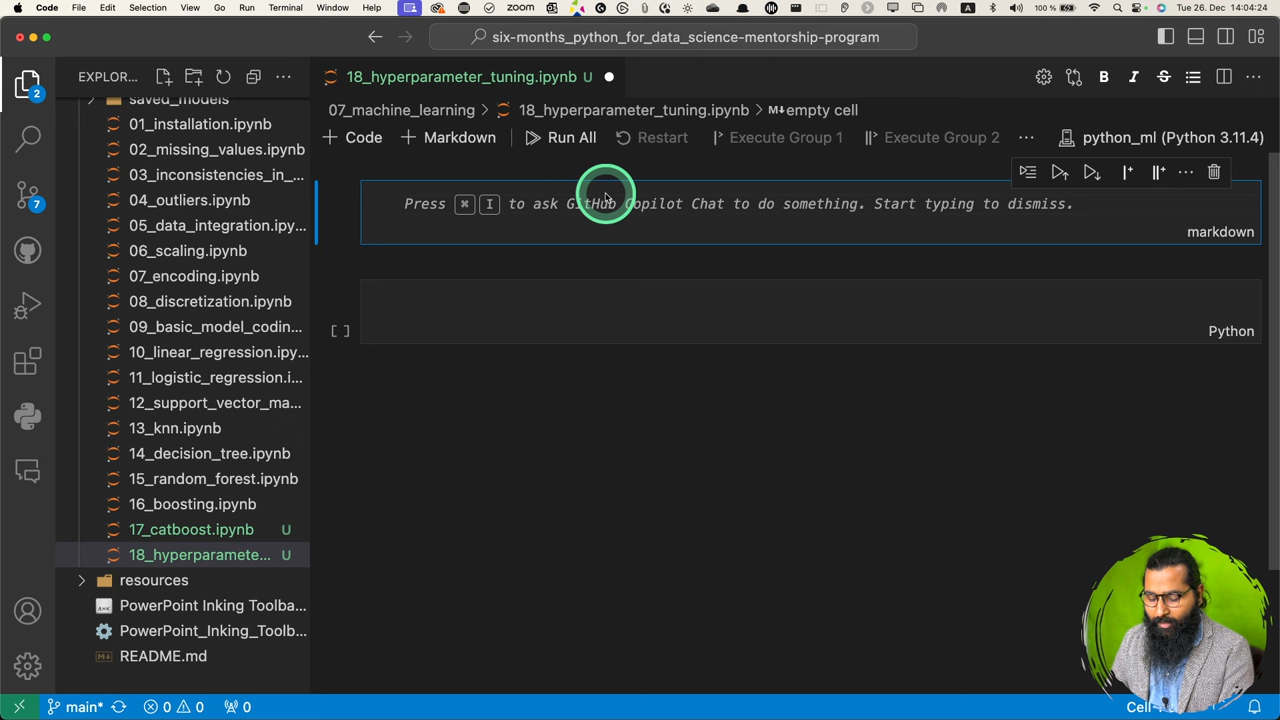 Code File Edit Selection View Go Run Terminal Window Help zoom A 100 % Tue 26. Dec 14:04:24
six-months_python_for_data_science-mentorship-program
EXPLOR... 18_hyperparameter_tuning.ipynb U
07_machine_learning > 18_hyperparameter_tuning.ipynb > M↓empty cell
+ Code + Markdown Run All Restart Execute Group 1 Execute Group 2 ... python_ml (Python 3.11.4)
Press ⌘ I to ask GitHub Copilot Chat to do something. Start typing to dismiss.
markdown
[ ]
Python
saved_models
01_installation.ipynb
02_missing_values.ipynb
03_inconsistencies_in_...
04_outliers.ipynb
05_data_integration.ipy...
06_scaling.ipynb
07_encoding.ipynb
08_discretization.ipynb
09_basic_model_codin...
10_linear_regression.ipy...
11_logistic_regression.i...
12_support_vector_ma...
13_knn.ipynb
14_decision_tree.ipynb
15_random_forest.ipynb
16_boosting.ipynb
17_catboost.ipynb U
18_hyperparamete... U
resources
PowerPoint Inking Toolba...
PowerPoint_Inking_Toolb...
README.md
2
7
main* 0 0 0